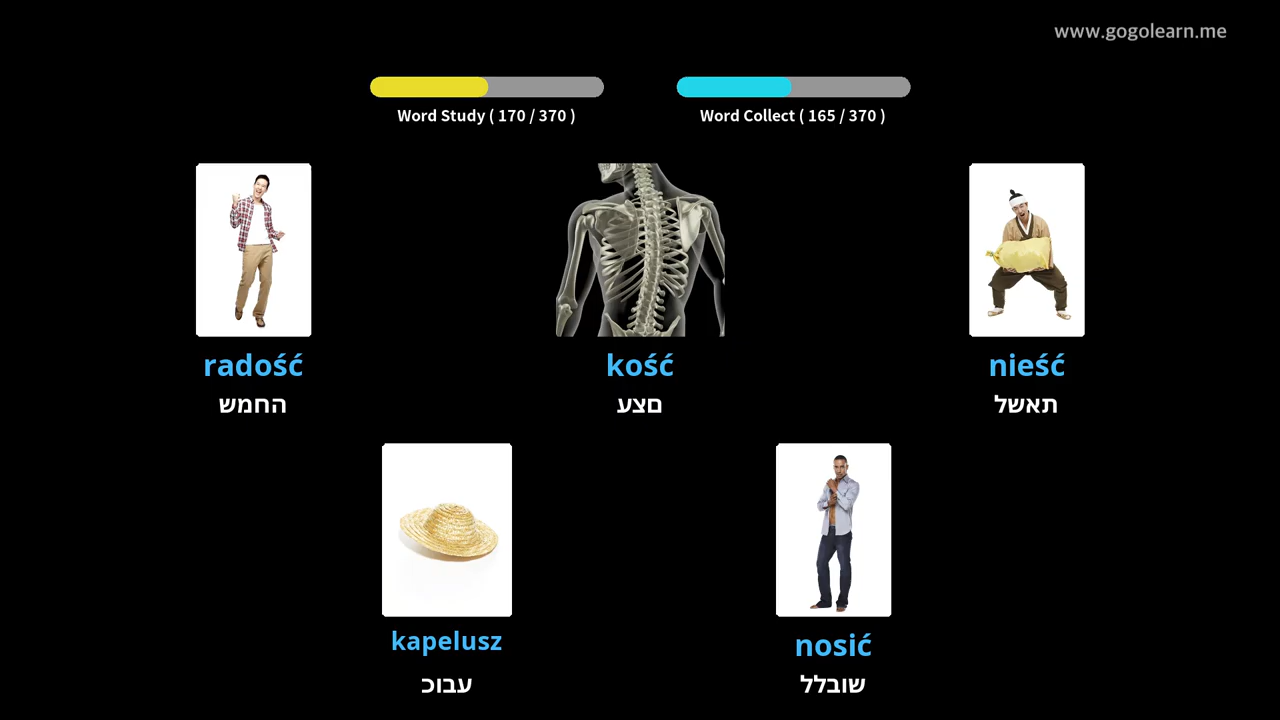 www.gogolearn.me
Word Study ( 170 / 370 )
Word Collect ( 165 / 370 )
radość
החמש
kość
םצע
nieść
תאשל
kapelusz
עבוכ
nosić
שובלל